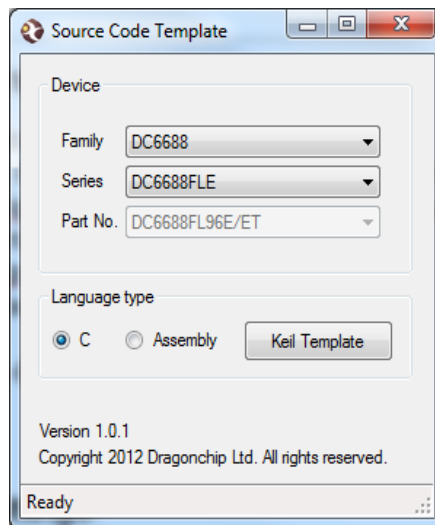 Source Code Template
Device
Family DC6688
Series DC6688FLE
Part No. DC6688FL96E/ET
Language type
C Assembly Keil Template
Version 1.0.1
Copyright 2012 Dragonchip Ltd. All rights reserved.
Ready